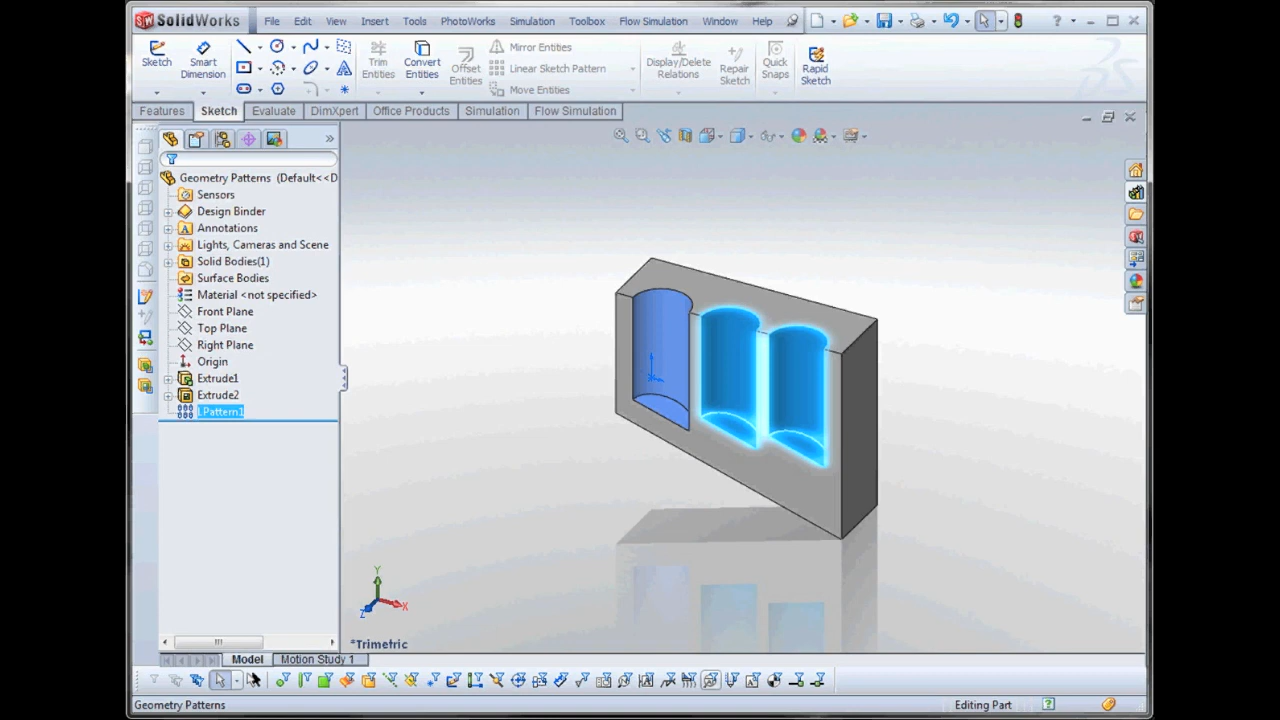 SolidWorks File Edit View Insert Tools PhotoWorks Simulation Toolbox Flow Simulation Window Help
Sketch
Smart Dimension
Trim Entities
Convert Entities
Offset Entities
Mirror Entities
Linear Sketch Pattern
Move Entities
Display/Delete Relations
Repair Sketch
Quick Snaps
Rapid Sketch
Features Sketch Evaluate DimXpert Office Products Simulation Flow Simulation
Geometry Patterns (Default<<D
Sensors
Design Binder
Annotations
Lights, Cameras and Scene
Solid Bodies(1)
Surface Bodies
Material <not specified>
Front Plane
Top Plane
Right Plane
Origin
Extrude1
Extrude2
LPattern1
Y
X
Z
*Trimetric
Model Motion Study 1
Geometry Patterns Editing Part